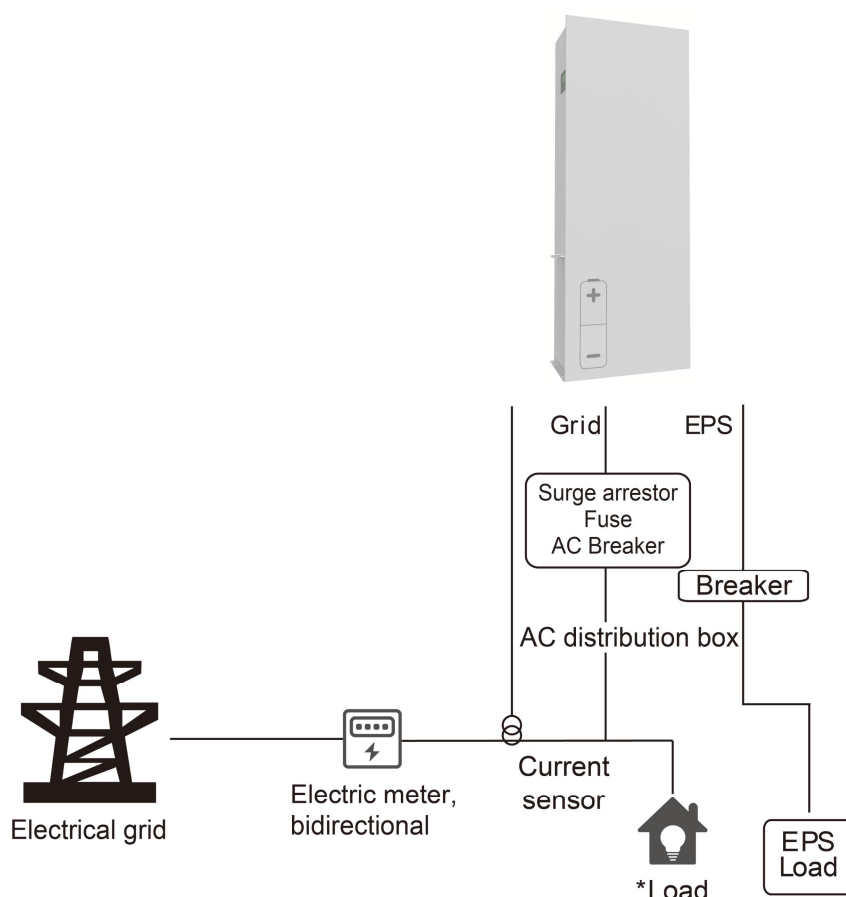 Grid
EPS
Surge arrestor
Fuse
AC Breaker
Breaker
AC distribution box
Current
sensor
Electric meter,
bidirectional
Electrical grid
EPS
Load
*Load